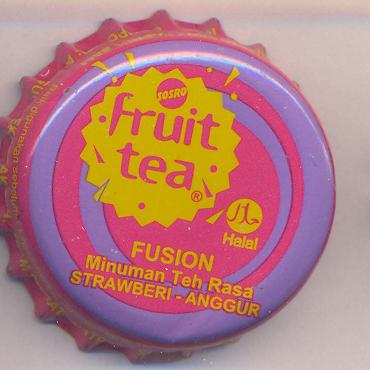 SOSRO
fruit
tea®
Halal
FUSION
Minuman Teh Rasa
STRAWBERI - ANGGUR